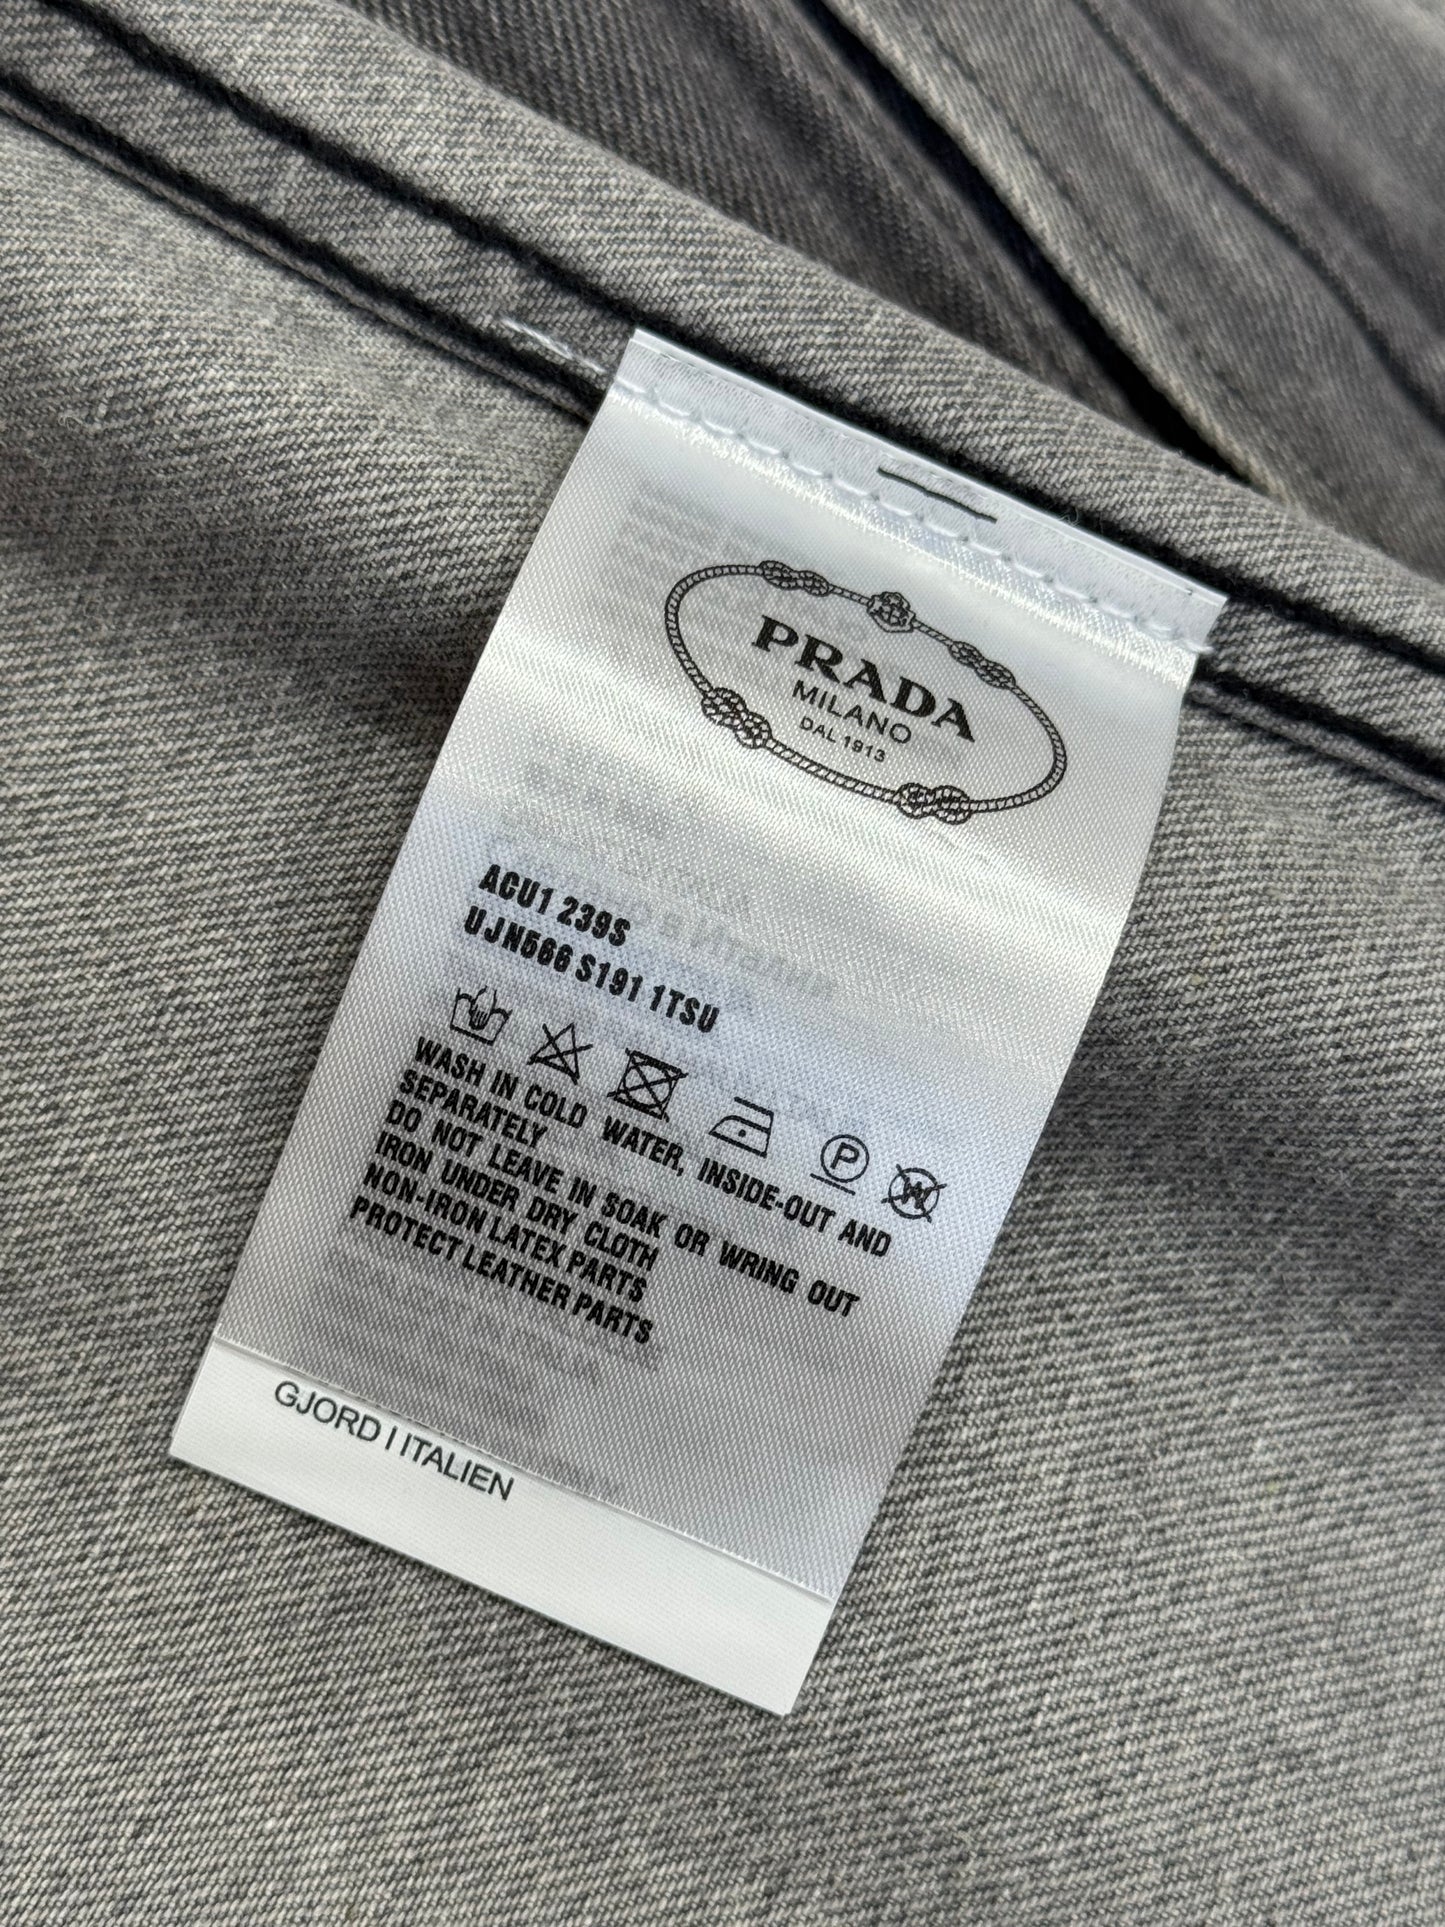 PRADA
MILANO
DAL 1913
ACU1 239S
UJN566 S191 1TSU
P
W
WASH IN COLD WATER, INSIDE-OUT AND
SEPARATELY
DO NOT LEAVE IN SOAK OR WRING OUT
IRON UNDER DRY CLOTH
NON-IRON LATEX PARTS
PROTECT LEATHER PARTS
GJORD I ITALIEN